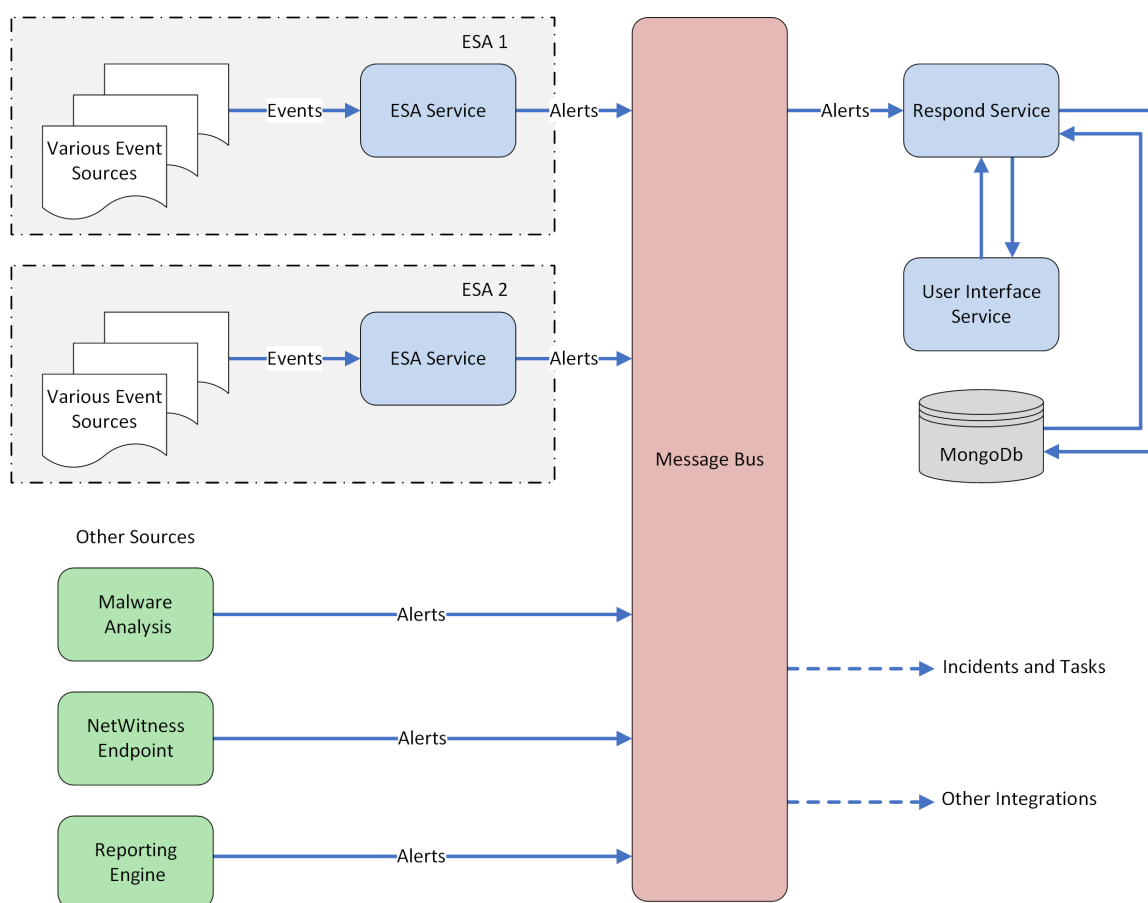 ESA 1
Various Event
Sources
Events
ESA Service
Alerts
Alerts
Respond Service
ESA 2
Various Event
Sources
Events
ESA Service
Alerts
User Interface
Service
Message Bus
MongoDb
Other Sources
Malware
Analysis
Alerts
Incidents and Tasks
NetWitness
Endpoint
Alerts
Other Integrations
Reporting
Engine
Alerts